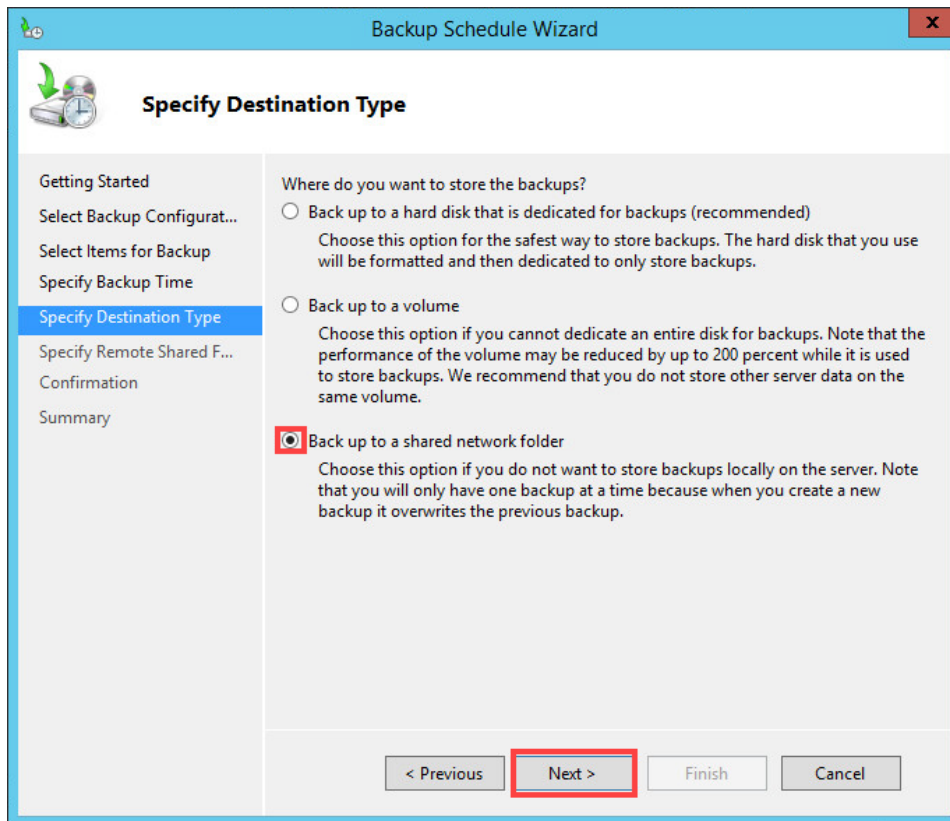 Backup Schedule Wizard
x
Specify Destination Type
Getting Started
Select Backup Configurat...
Select Items for Backup
Specify Backup Time
Specify Destination Type
Specify Remote Shared F...
Confirmation
Summary
Where do you want to store the backups?
Back up to a hard disk that is dedicated for backups (recommended)
Choose this option for the safest way to store backups. The hard disk that you use
will be formatted and then dedicated to only store backups.
Back up to a volume
Choose this option if you cannot dedicate an entire disk for backups. Note that the
performance of the volume may be reduced by up to 200 percent while it is used
to store backups. We recommend that you do not store other server data on the
same volume.
Back up to a shared network folder
Choose this option if you do not want to store backups locally on the server. Note
that you will only have one backup at a time because when you create a new
backup it overwrites the previous backup.
< Previous
Next >
Finish
Cancel